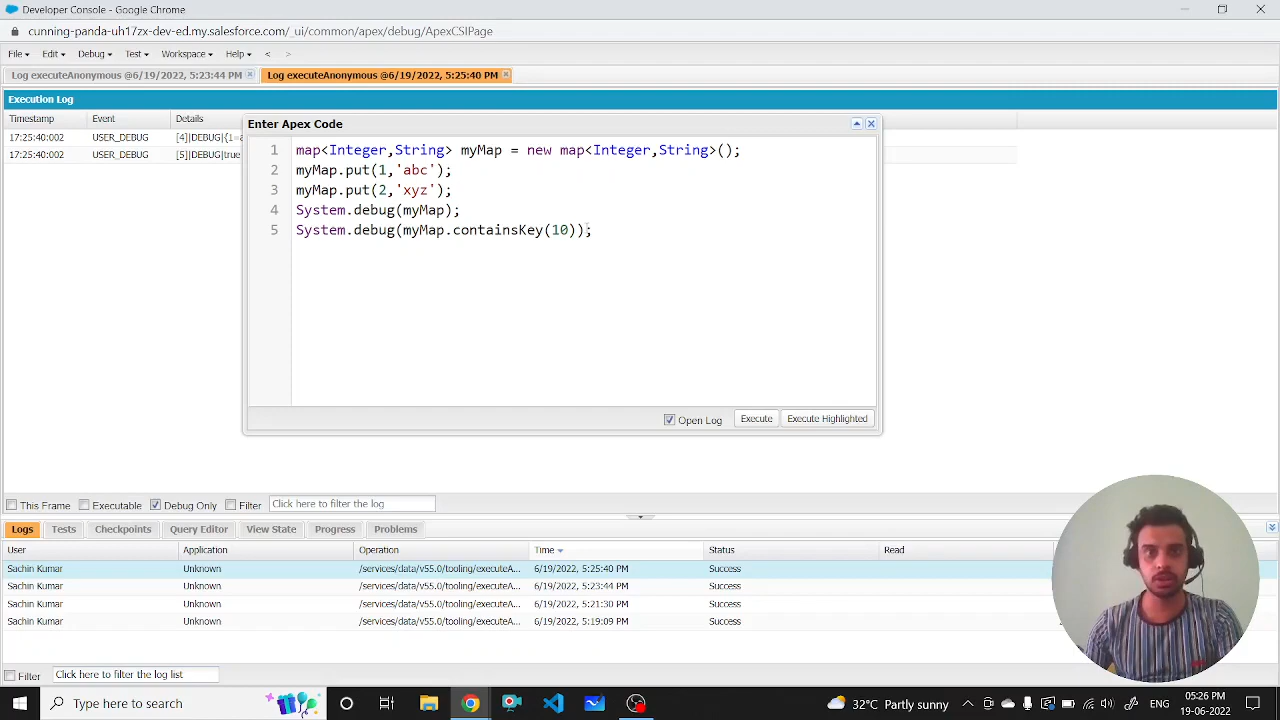 Developer Console - Google Chrome
cunning-panda-uh17zx-dev-ed.my.salesforce.com/_ui/common/apex/debug/ApexCSIPage
File Edit Debug Test Workspace Help < >
Log executeAnonymous @6/19/2022, 5:23:44 PM
Log executeAnonymous @6/19/2022, 5:25:40 PM
Execution Log
Timestamp Event Details
17:25:40:002 USER_DEBUG [4]|DEBUG|{1=a
17:25:40:002 USER_DEBUG [5]|DEBUG|true
Enter Apex Code
1 map<Integer,String> myMap = new map<Integer,String>();
2 myMap.put(1,'abc');
3 myMap.put(2,'xyz');
4 System.debug(myMap);
5 System.debug(myMap.containsKey(10));
Open Log Execute Execute Highlighted
This Frame Executable Debug Only Filter Click here to filter the log
Logs Tests Checkpoints Query Editor View State Progress Problems
User Application Operation Time Status Read
Sachin Kumar Unknown /services/data/v55.0/tooling/executeA... 6/19/2022, 5:25:40 PM Success
Sachin Kumar Unknown /services/data/v55.0/tooling/executeA... 6/19/2022, 5:23:44 PM Success
Sachin Kumar Unknown /services/data/v55.0/tooling/executeA... 6/19/2022, 5:21:30 PM Success
Sachin Kumar Unknown /services/data/v55.0/tooling/executeA... 6/19/2022, 5:19:09 PM Success
Filter Click here to filter the log list
Type here to search
32°C Partly sunny
05:26 PM
19-06-2022